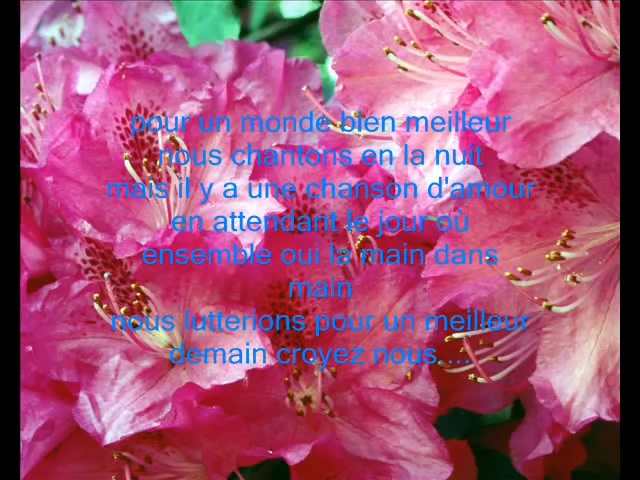 pour un monde bien meilleur
nous chantons en la nuit
mais il y a une chanson d'amour
en attendant le jour où
ensemble oui la main dans
main
nous lutterions pour un meilleur
demain croyez nous....